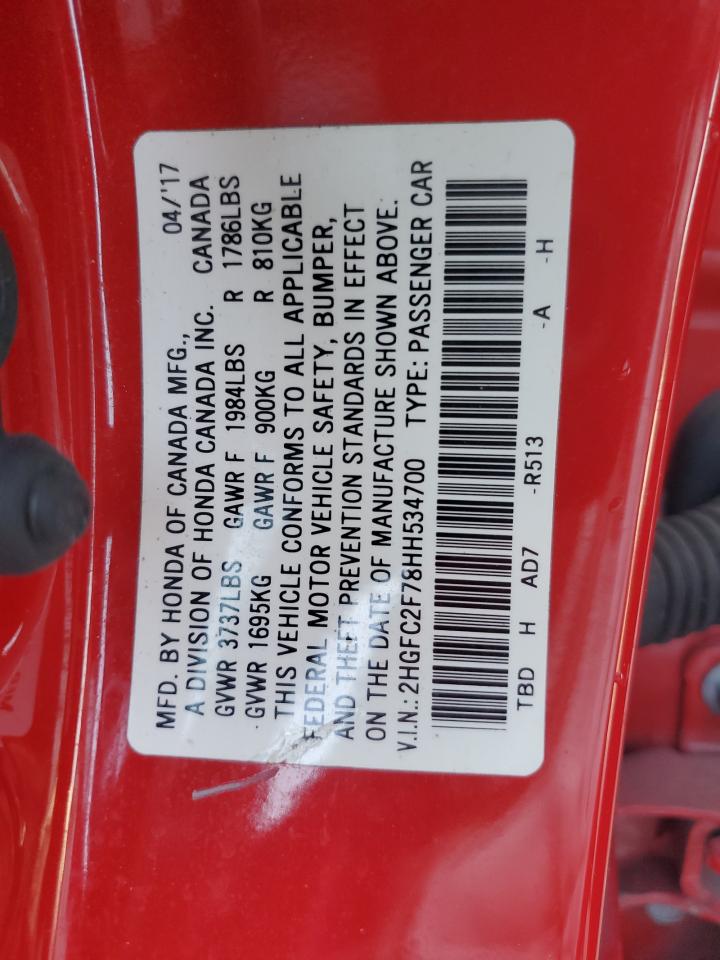 MFD. BY HONDA OF CANADA MFG., 04/'17
A DIVISION OF HONDA CANADA INC. CANADA
GVWR 3737LBS GAWR F 1984LBS R 1786LBS
GVWR 1695KG GAWR F 900KG R 810KG
THIS VEHICLE CONFORMS TO ALL APPLICABLE
FEDERAL MOTOR VEHICLE SAFETY, BUMPER,
AND THEFT PREVENTION STANDARDS IN EFFECT
ON THE DATE OF MANUFACTURE SHOWN ABOVE.
V.I.N.: 2HGFC2F78HH534700 TYPE: PASSENGER CAR
TBD H AD7 -R513 -A -H